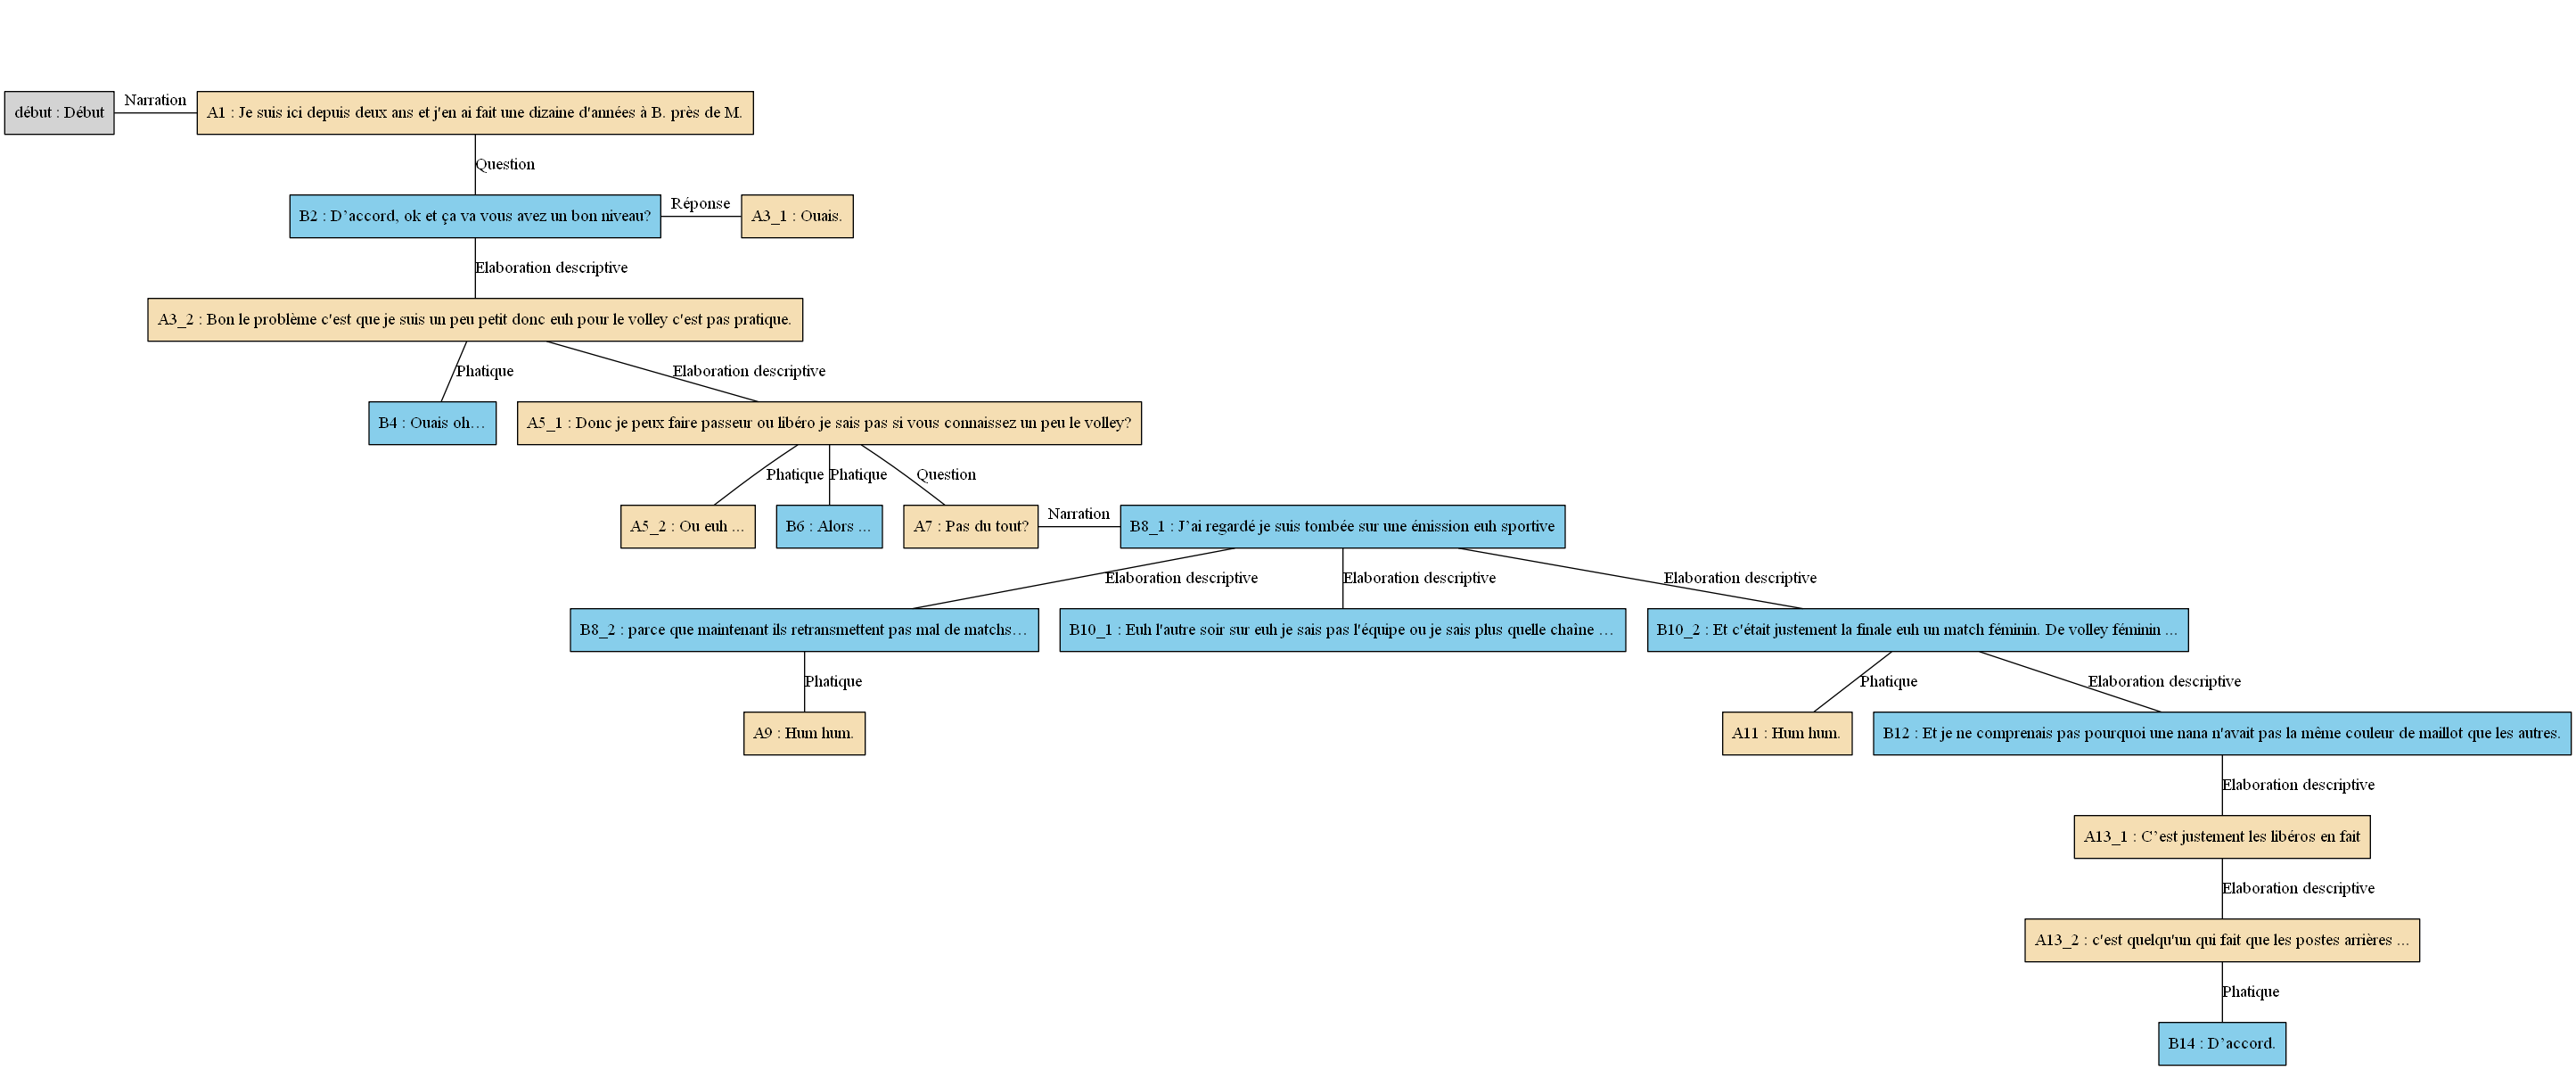 Narration
début : Début
A1 : Je suis ici depuis deux ans et j'en ai fait une dizaine d'années à B. près de M.
Question
B2 : D’accord, ok et ça va vous avez un bon niveau?
Réponse
A3_1 : Ouais.
Elaboration descriptive
A3_2 : Bon le problème c'est que je suis un peu petit donc euh pour le volley c'est pas pratique.
Phatique
Elaboration descriptive
B4 : Ouais oh…
A5_1 : Donc je peux faire passeur ou libéro je sais pas si vous connaissez un peu le volley?
Phatique
Phatique
Question
A5_2 : Ou euh ...
B6 : Alors ...
A7 : Pas du tout?
Narration
B8_1 : J’ai regardé je suis tombée sur une émission euh sportive
Elaboration descriptive
Elaboration descriptive
Elaboration descriptive
B8_2 : parce que maintenant ils retransmettent pas mal de matchs…
B10_1 : Euh l'autre soir sur euh je sais pas l'équipe ou je sais plus quelle chaîne …
B10_2 : Et c'était justement la finale euh un match féminin. De volley féminin ...
Phatique
Phatique
Elaboration descriptive
A9 : Hum hum.
A11 : Hum hum.
B12 : Et je ne comprenais pas pourquoi une nana n'avait pas la même couleur de maillot que les autres.
Elaboration descriptive
A13_1 : C’est justement les libéros en fait
Elaboration descriptive
A13_2 : c'est quelqu'un qui fait que les postes arrières ...
Phatique
B14 : D’accord.